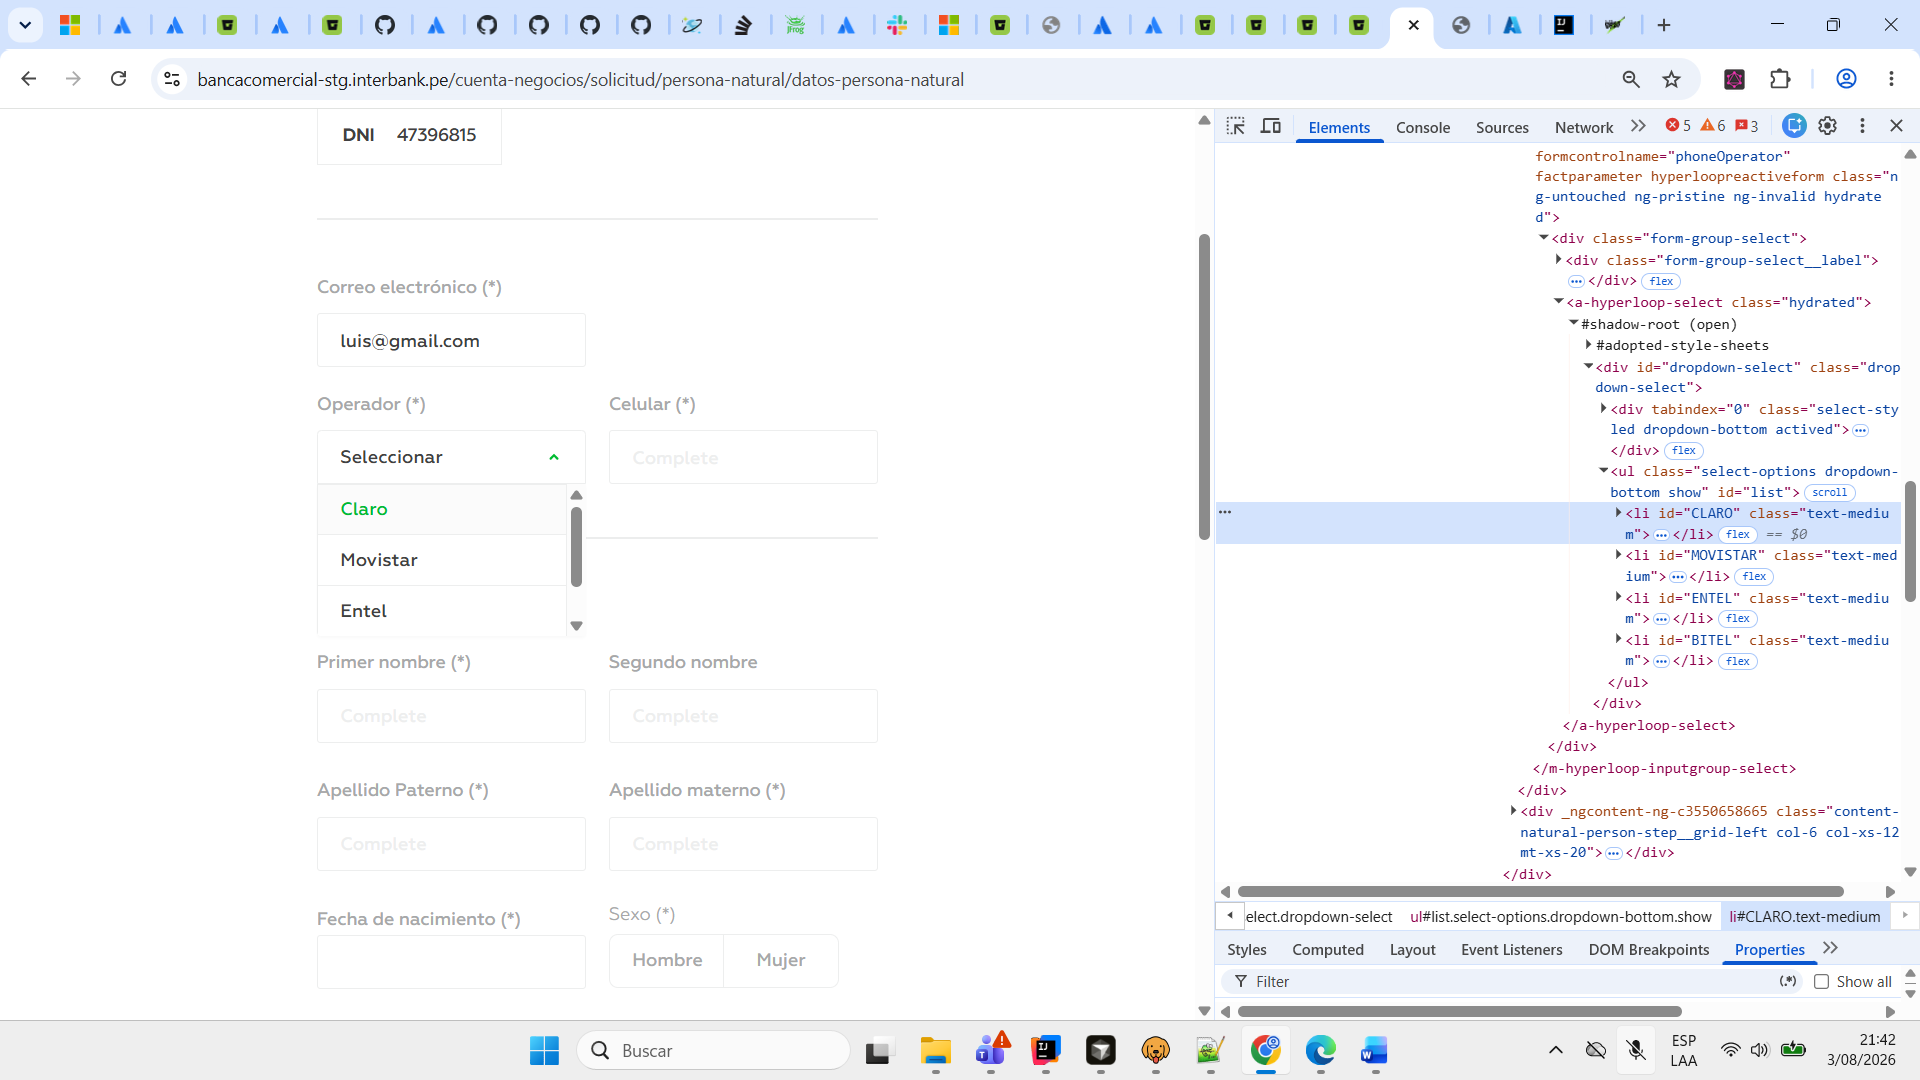 bancacomercial-stg.interbank.pe/cuenta-negocios/solicitud/persona-natural/datos-persona-natural
DNI 47396815
Correo electrónico (*)
luis@gmail.com
Operador (*) Celular (*)
Seleccionar Complete
Claro
Movistar
Entel
Primer nombre (*) Segundo nombre
Complete Complete
Apellido Paterno (*) Apellido materno (*)
Complete Complete
Fecha de nacimiento (*) Sexo (*)
Hombre Mujer
Elements Console Sources Network 5 6 3
formcontrolname="phoneOperator"
factparameter hyperloopreactiveform class="n
g-untouched ng-pristine ng-invalid hydrate
d">
<div class="form-group-select">
<div class="form-group-select__label">
</div> flex
<a-hyperloop-select class="hydrated">
#shadow-root (open)
#adopted-style-sheets
<div id="dropdown-select" class="drop
down-select">
<div tabindex="0" class="select-sty
led dropdown-bottom actived">
</div> flex
<ul class="select-options dropdown-
bottom show" id="list"> scroll
<li id="CLARO" class="text-mediu
m"> </li> flex == $0
<li id="MOVISTAR" class="text-med
ium"> </li> flex
<li id="ENTEL" class="text-mediu
m"> </li> flex
<li id="BITEL" class="text-mediu
m"> </li> flex
</ul>
</div>
</a-hyperloop-select>
</div>
</m-hyperloop-inputgroup-select>
</div>
<div _ngcontent-ng-c3550658665 class="content-
natural-person-step__grid-left col-6 col-xs-12
mt-xs-20"> </div>
</div>
elect.dropdown-select ul#list.select-options.dropdown-bottom.show li#CLARO.text-medium
Styles Computed Layout Event Listeners DOM Breakpoints Properties
Filter (.*) Show all
Buscar
ESP
LAA
21:42
3/08/2026